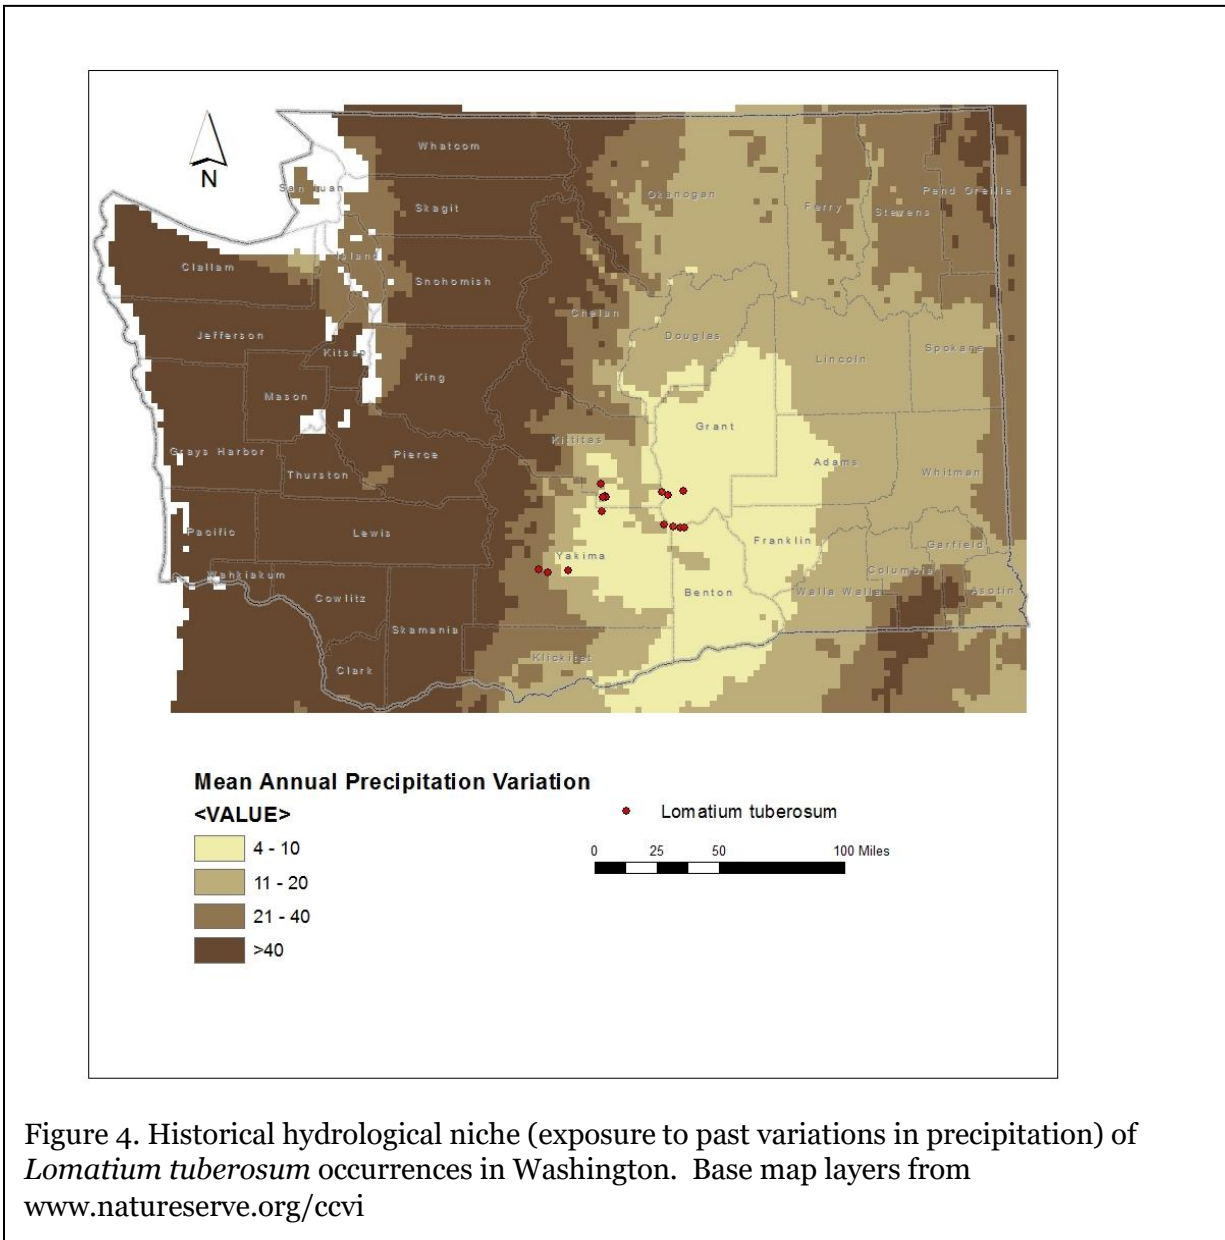 N
Whatcom
San Juan
Skagit
Okanogan
Ferry
Stevens
Pend Oreille
Island
Clallam
Snohomish
Chelan
Jefferson
Kitsap
Douglas
Lincoln
Spokane
King
Mason
Grant
Kittitas
Grays Harbor
Pierce
Adams
Whitman
Thurston
Pacific
Lewis
Yakima
Franklin
Garfield
Wahkiakum
Columbia
Cowlitz
Benton
Walla Walla
Asotin
Skamania
Klickitat
Clark
Mean Annual Precipitation Variation
<VALUE>
4 - 10
11 - 20
21 - 40
>40
Lomatium tuberosum
0 25 50 100 Miles
Figure 4. Historical hydrological niche (exposure to past variations in precipitation) of
Lomatium tuberosum occurrences in Washington. Base map layers from
www.natureserve.org/ccvi